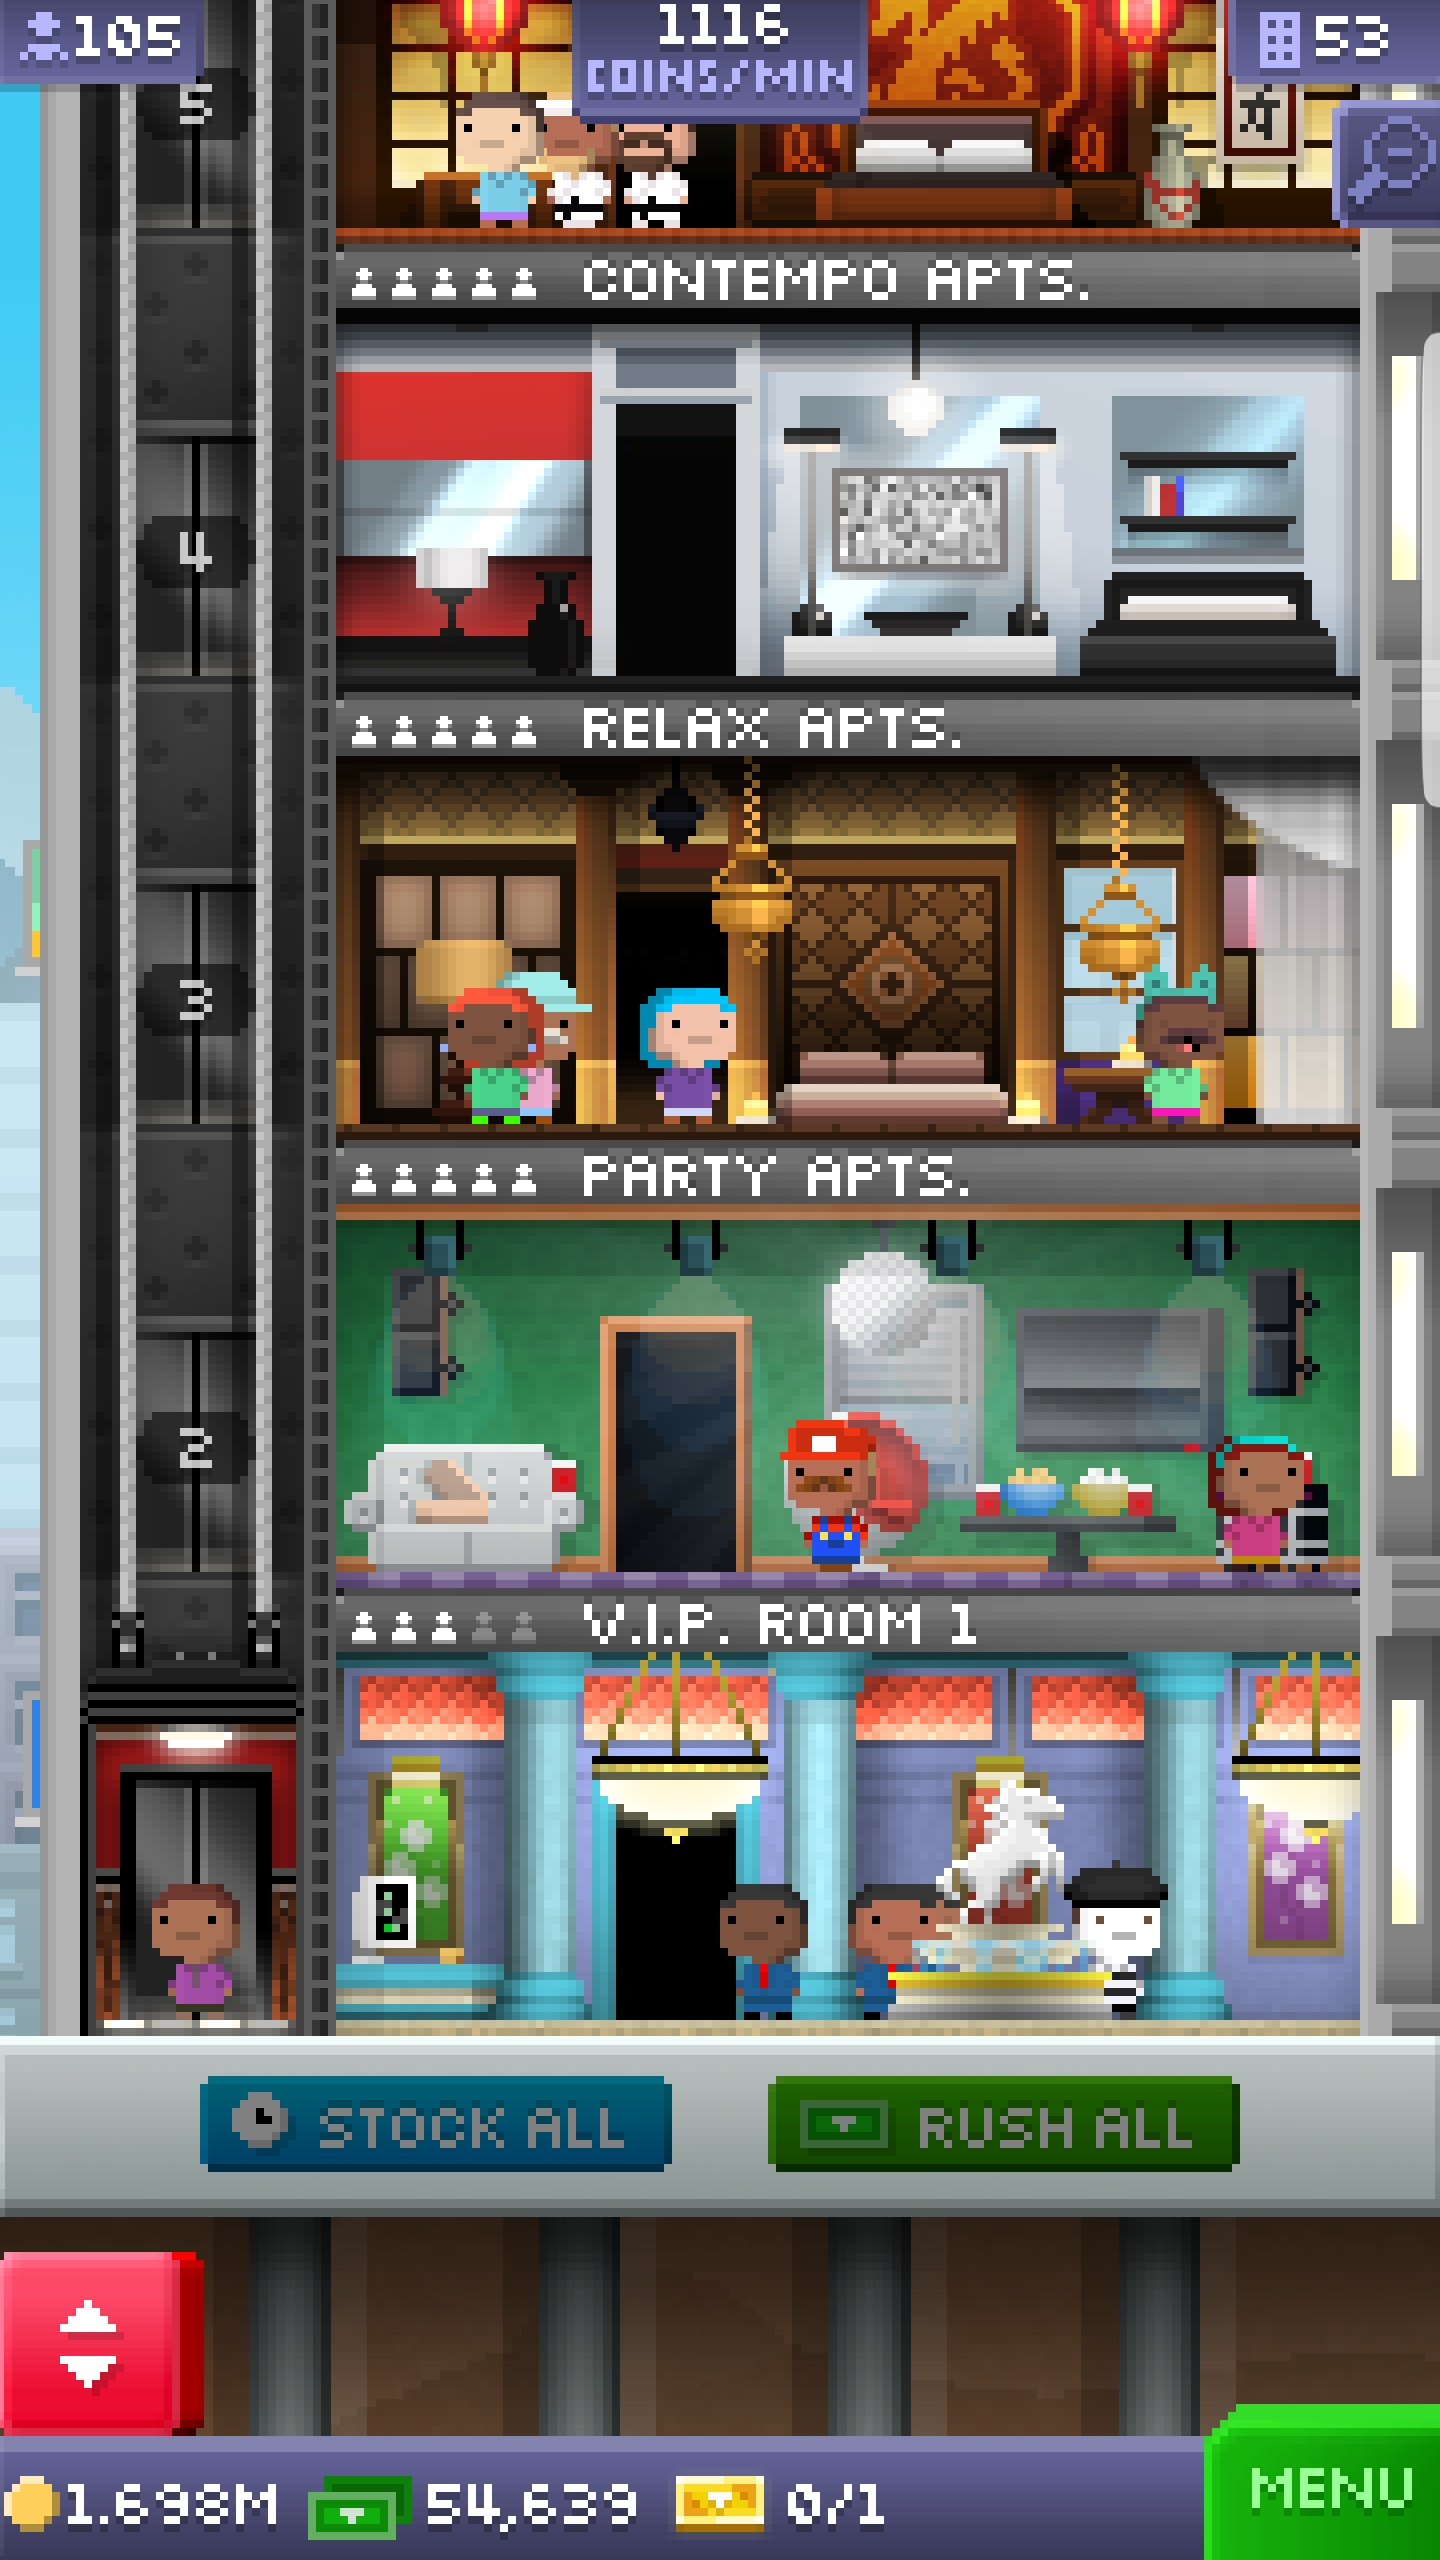 105
1116
COINS/MIN
53
5
CONTEMPO APTS.
4
RELAX APTS.
3
PARTY APTS.
2
V.I.P. ROOM 1
STOCK ALL
RUSH ALL
1.698M
54,639
0/1
MENU